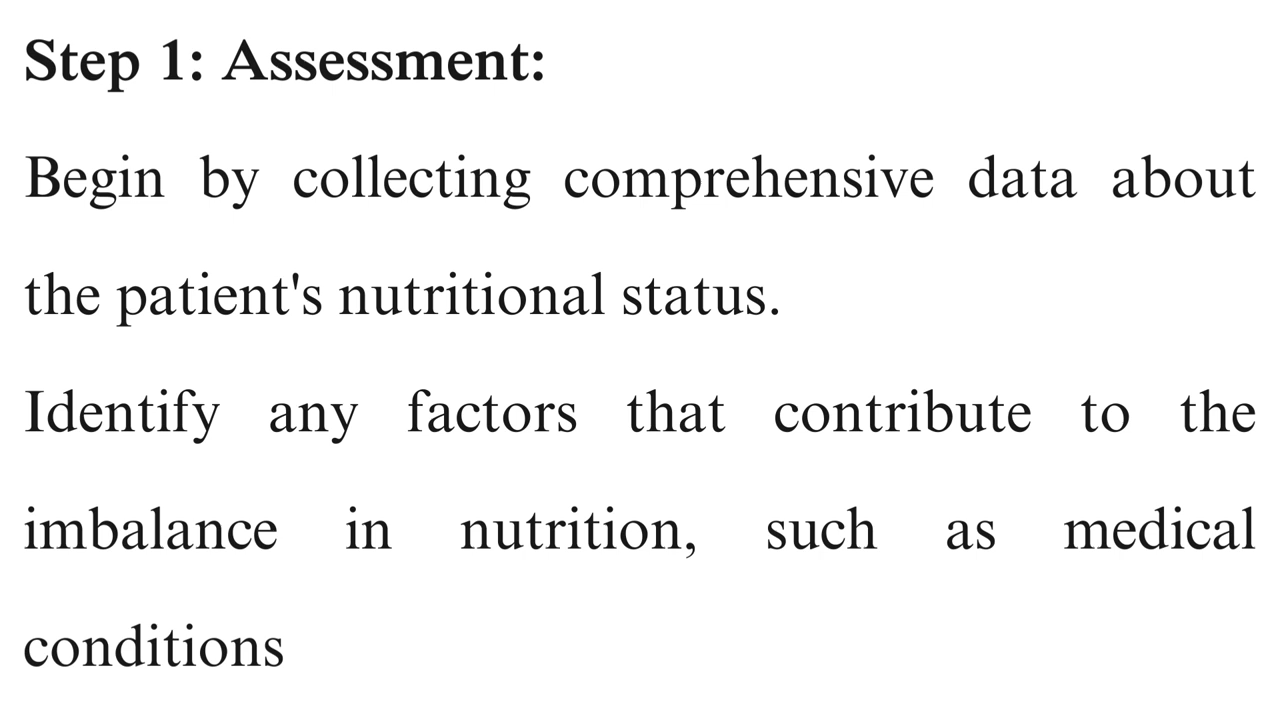 Step 1: Assessment:
Begin by collecting comprehensive data about
the patient's nutritional status.
Identify any factors that contribute to the
imbalance in nutrition, such as medical
conditions